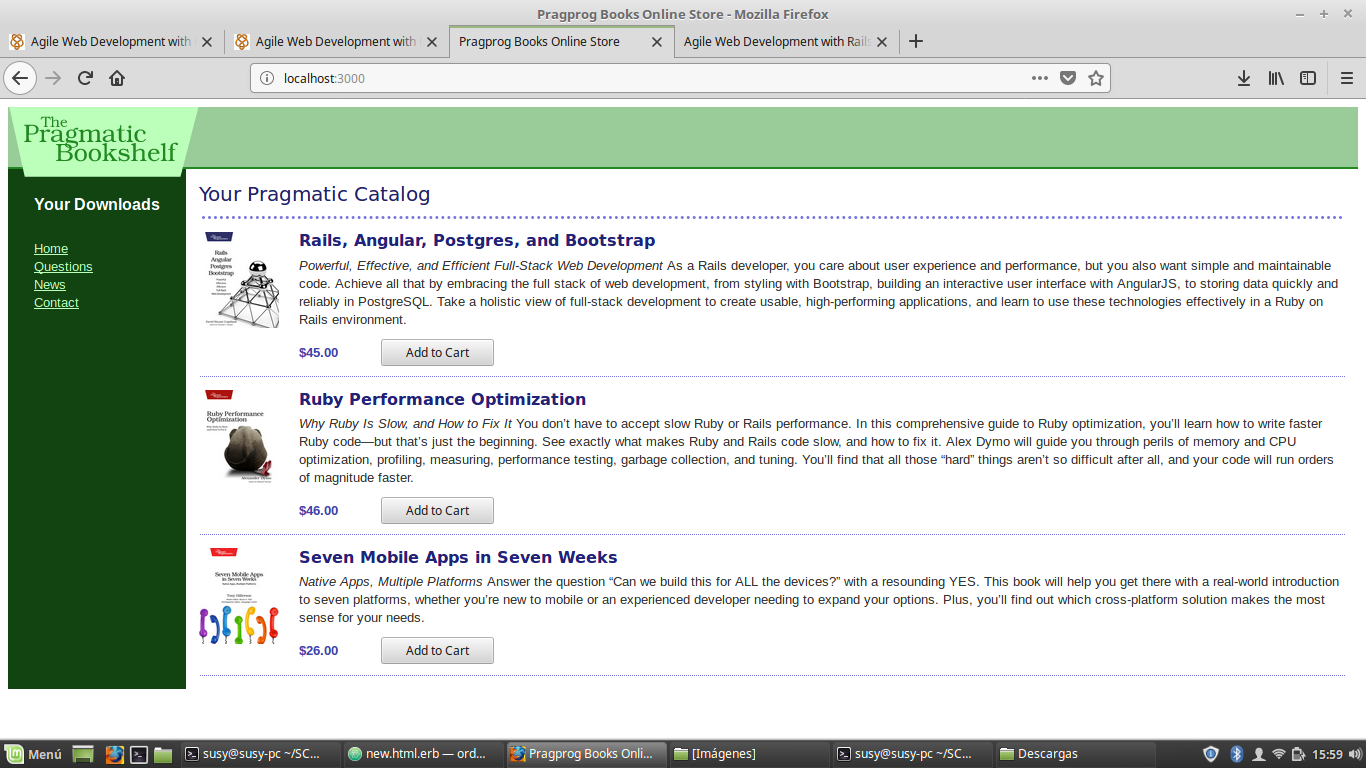 Pragprog Books Online Store - Mozilla Firefox
Agile Web Development with
Agile Web Development with
Pragprog Books Online Store
Agile Web Development with Rails
localhost:3000
The
Pragmatic
Bookshelf
Your Downloads
Home
Questions
News
Contact
Your Pragmatic Catalog
Rails
Angular
Postgres
Bootstrap
Rails, Angular, Postgres, and Bootstrap
Powerful, Effective, and Efficient Full-Stack Web Development As a Rails developer, you care about user experience and performance, but you also want simple and maintainable
code. Achieve all that by embracing the full stack of web development, from styling with Bootstrap, building an interactive user interface with AngularJS, to storing data quickly and
reliably in PostgreSQL. Take a holistic view of full-stack development to create usable, high-performing applications, and learn to use these technologies effectively in a Ruby on
Rails environment.
$45.00
Add to Cart
Ruby Performance
Optimization
Ruby Performance Optimization
Why Ruby Is Slow, and How to Fix It You don’t have to accept slow Ruby or Rails performance. In this comprehensive guide to Ruby optimization, you’ll learn how to write faster
Ruby code—but that’s just the beginning. See exactly what makes Ruby and Rails code slow, and how to fix it. Alex Dymo will guide you through perils of memory and CPU
optimization, profiling, measuring, performance testing, garbage collection, and tuning. You’ll find that all those “hard” things aren’t so difficult after all, and your code will run orders
of magnitude faster.
$46.00
Add to Cart
Seven Mobile Apps
in Seven Weeks
Seven Mobile Apps in Seven Weeks
Native Apps, Multiple Platforms Answer the question “Can we build this for ALL the devices?” with a resounding YES. This book will help you get there with a real-world introduction
to seven platforms, whether you’re new to mobile or an experienced developer needing to expand your options. Plus, you’ll find out which cross-platform solution makes the most
sense for your needs.
$26.00
Add to Cart
Menú
susy@susy-pc ~/SC...
new.html.erb — ord...
Pragprog Books Onli...
[Imágenes]
susy@susy-pc ~/SC...
Descargas
15:59